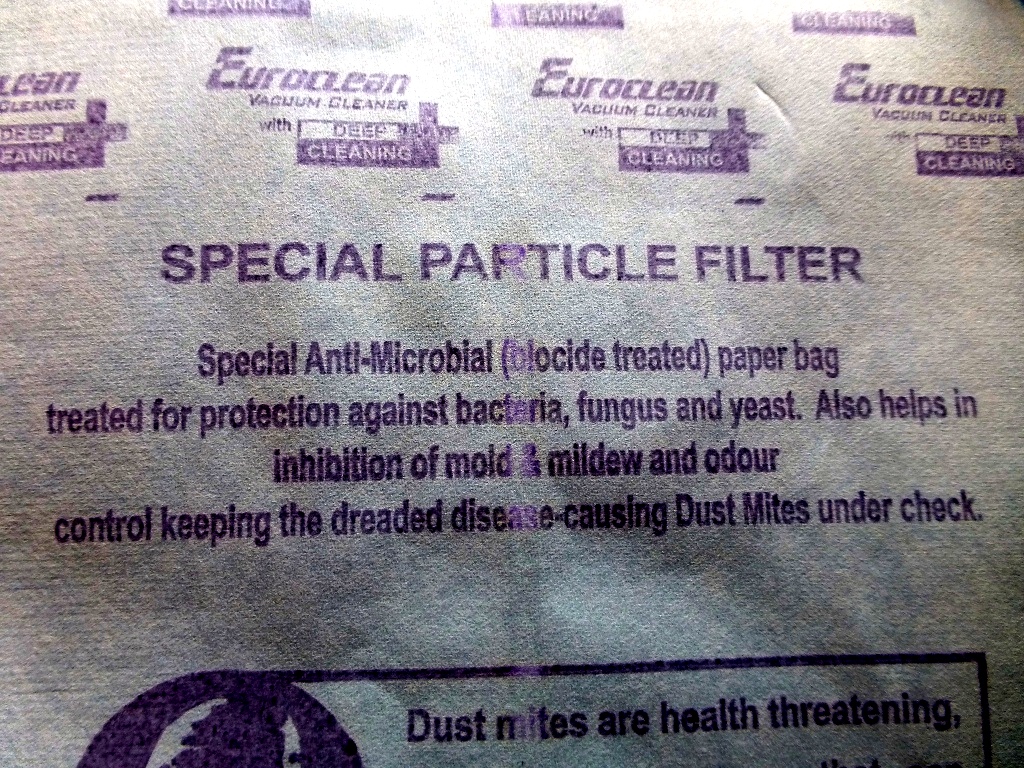 CLEANING CLEANING CLEANING
CLEAN EUROCLEAN EUROCLEAN EUROCLEAN
CLEANER VACUUM CLEANER VACUUM CLEANER VACUUM CLEANER
DEEP with DEEP with DEEP DEEP
CLEANING CLEANING CLEANING CLEANING
SPECIAL PARTICLE FILTER
Special Anti-Microbial (biocide treated) paper bag
treated for protection against bacteria, fungus and yeast. Also helps in
inhibition of mold & mildew and odour
control keeping the dreaded disease-causing Dust Mites under check.
Dust mites are health threatening,